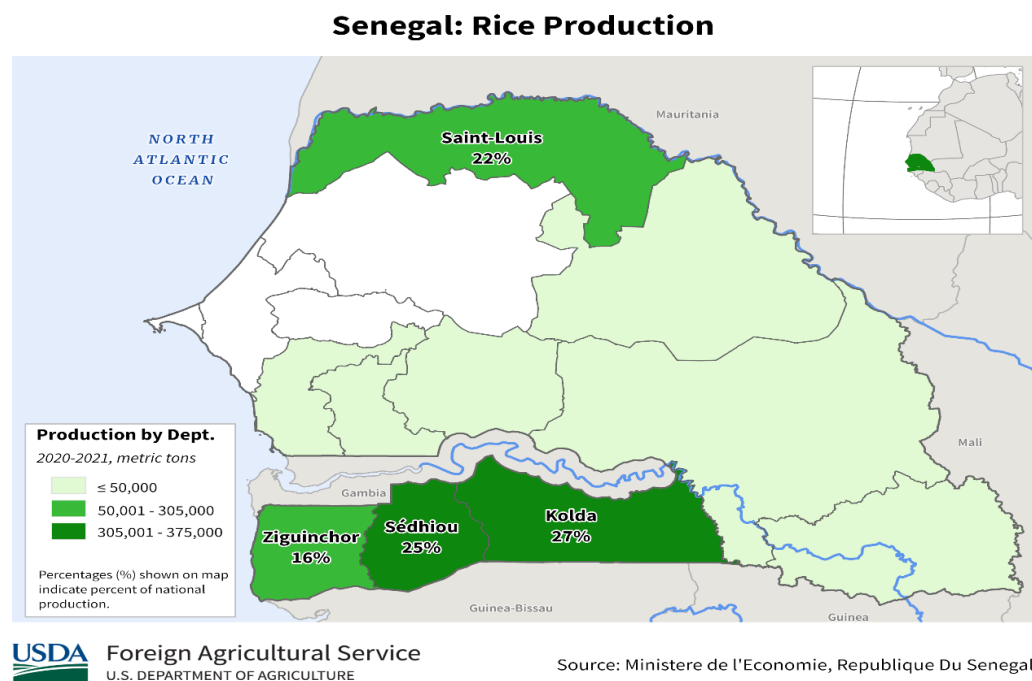 Senegal: Rice Production
NORTH
ATLANTIC
OCEAN
Mauritania
Saint-Louis
22%
Production by Dept.
2020-2021, metric tons
≤ 50,000
50,001 - 305,000
305,001 - 375,000
Percentages (%) shown on map
indicate percent of national
production.
Mali
Gambia
Ziguinchor
16%
Sédhiou
25%
Kolda
27%
Guinea-Bissau
Guinea
USDA
Foreign Agricultural Service
U.S. DEPARTMENT OF AGRICULTURE
Source: Ministere de l'Economie, Republique Du Senegal